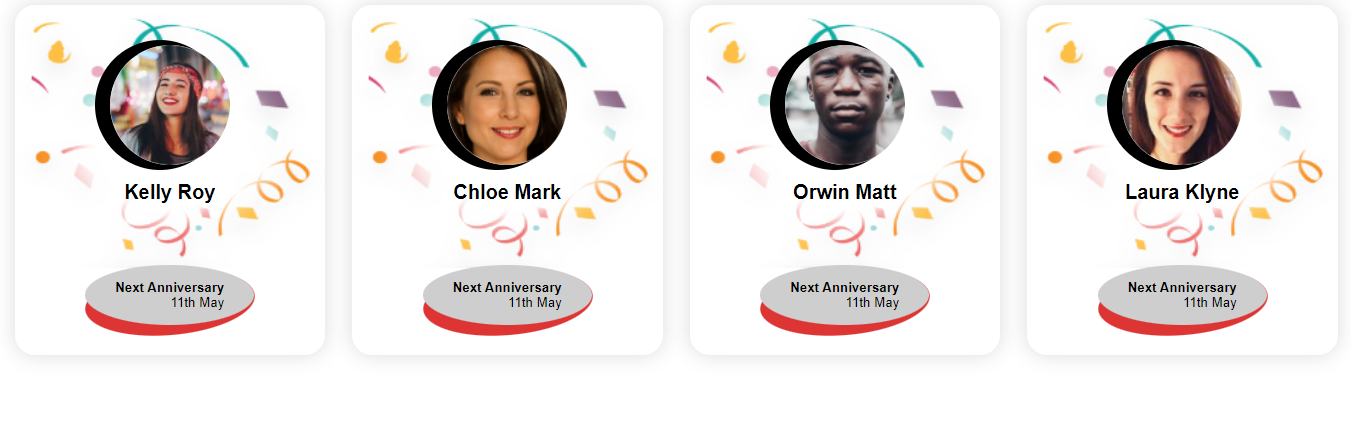 Kelly Roy
Next Anniversary
11th May
Chloe Mark
Next Anniversary
11th May
Orwin Matt
Next Anniversary
11th May
Laura Klyne
Next Anniversary
11th May